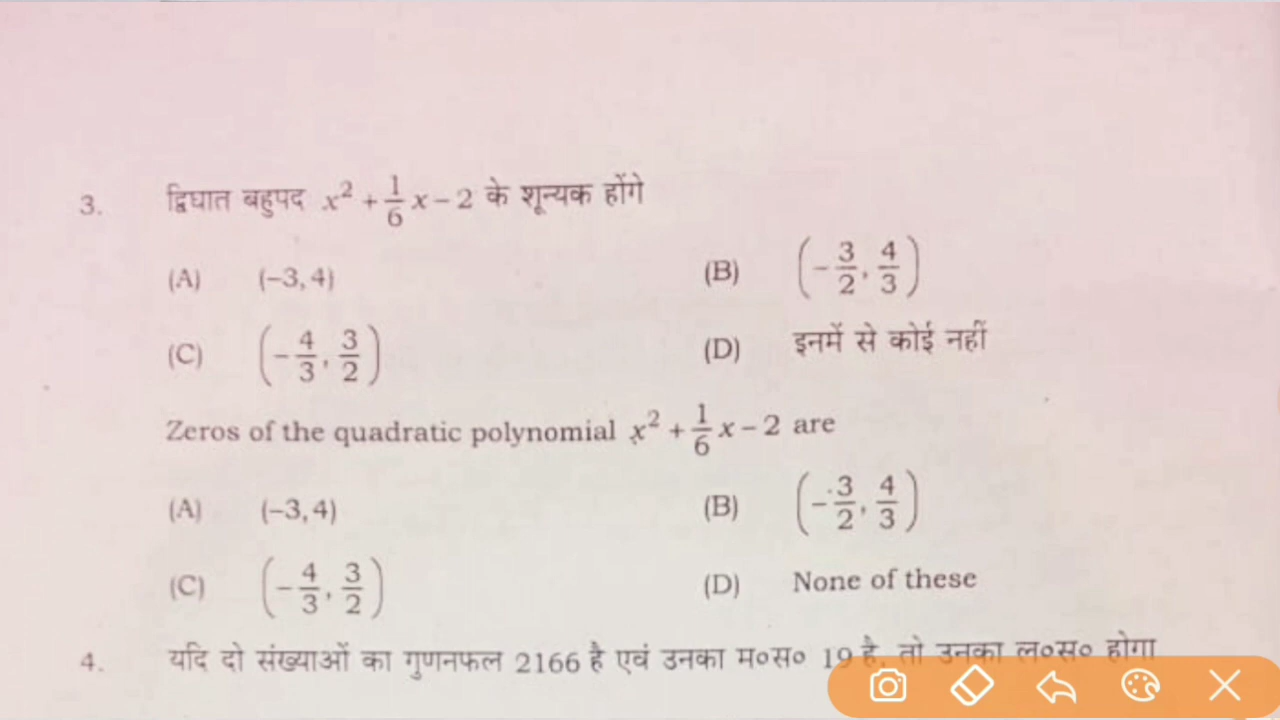 3. द्विघात बहुपद x² + 1/6 x − 2 के शून्यक होंगे
(A) (−3, 4) (B) (−3/2, 4/3)
(C) (−4/3, 3/2) (D) इनमें से कोई नहीं
Zeros of the quadratic polynomial x² + 1/6 x − 2 are
(A) (−3, 4) (B) (−3/2, 4/3)
(C) (−4/3, 3/2) (D) None of these
4. यदि दो संख्याओं का गुणनफल 2166 है एवं उनका म०स० 19 है, तो उनका ल०स० होगा